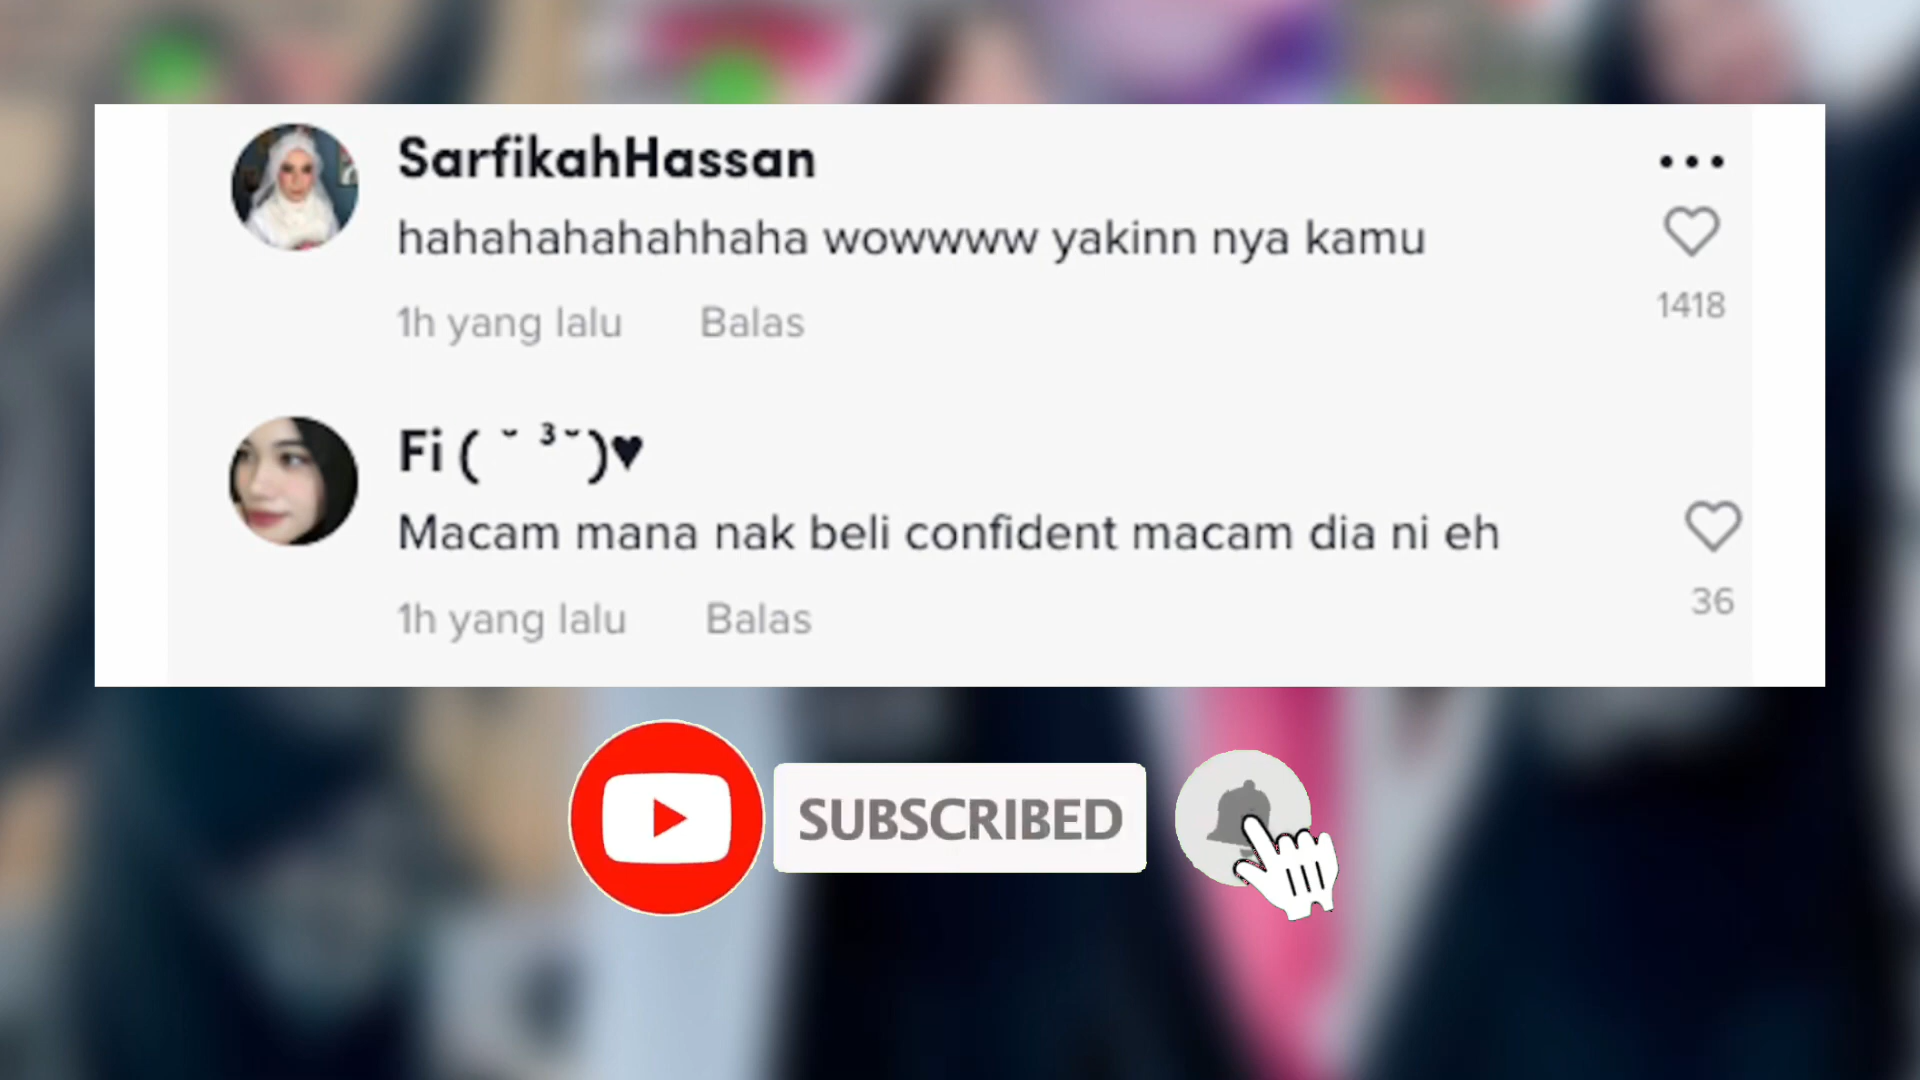 SarfikahHassan
hahahahahahhaha wowwww yakinn nya kamu
1418
1h yang lalu Balas
Fi ( ˘ ³˘)♥
Macam mana nak beli confident macam dia ni eh
36
1h yang lalu Balas
SUBSCRIBED